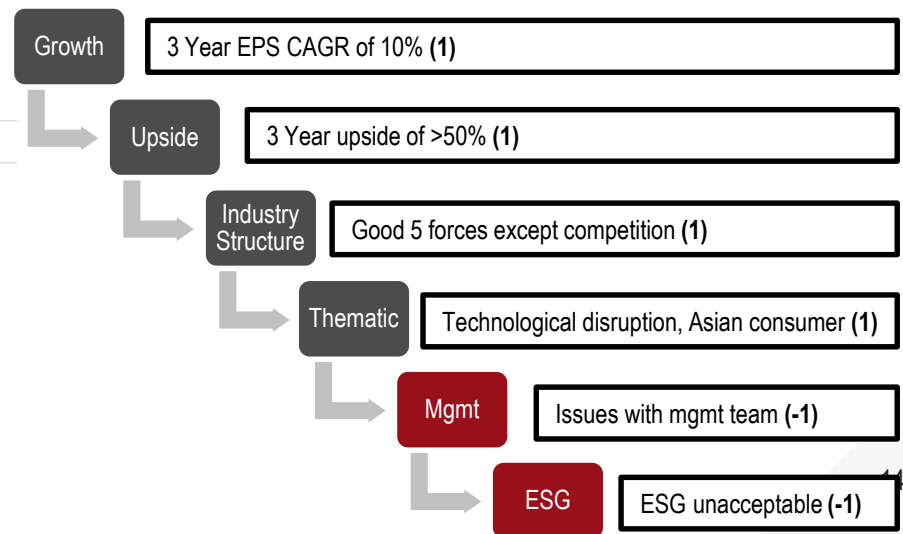 Growth
3 Year EPS CAGR of 10% (1)
Upside
3 Year upside of >50% (1)
Industry
Structure
Good 5 forces except competition (1)
Thematic
Technological disruption, Asian consumer (1)
Mgmt
Issues with mgmt team (-1)
ESG
ESG unacceptable (-1)